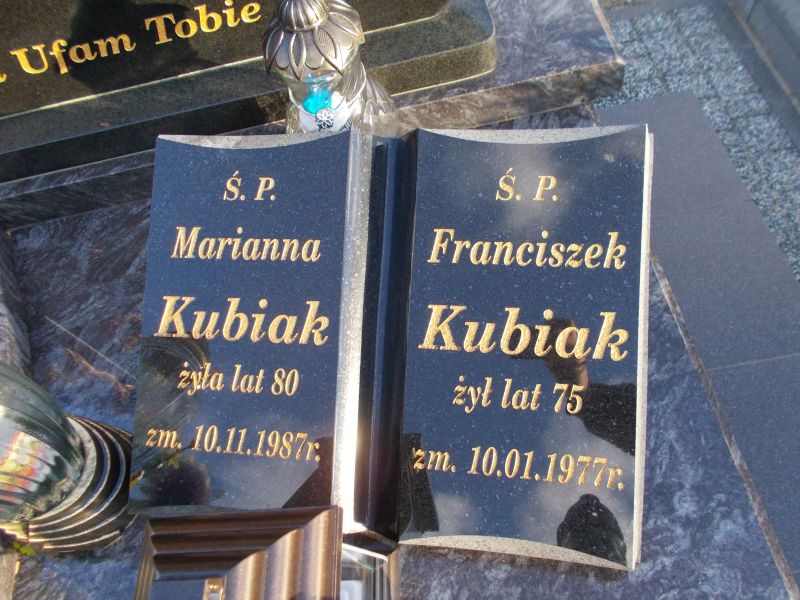 Ufam Tobie
Ś. P.
Marianna
Kubiak
żyła lat 80
zm. 10.11.1987r.
Ś. P.
Franciszek
Kubiak
żył lat 75
zm. 10.01.1977r.